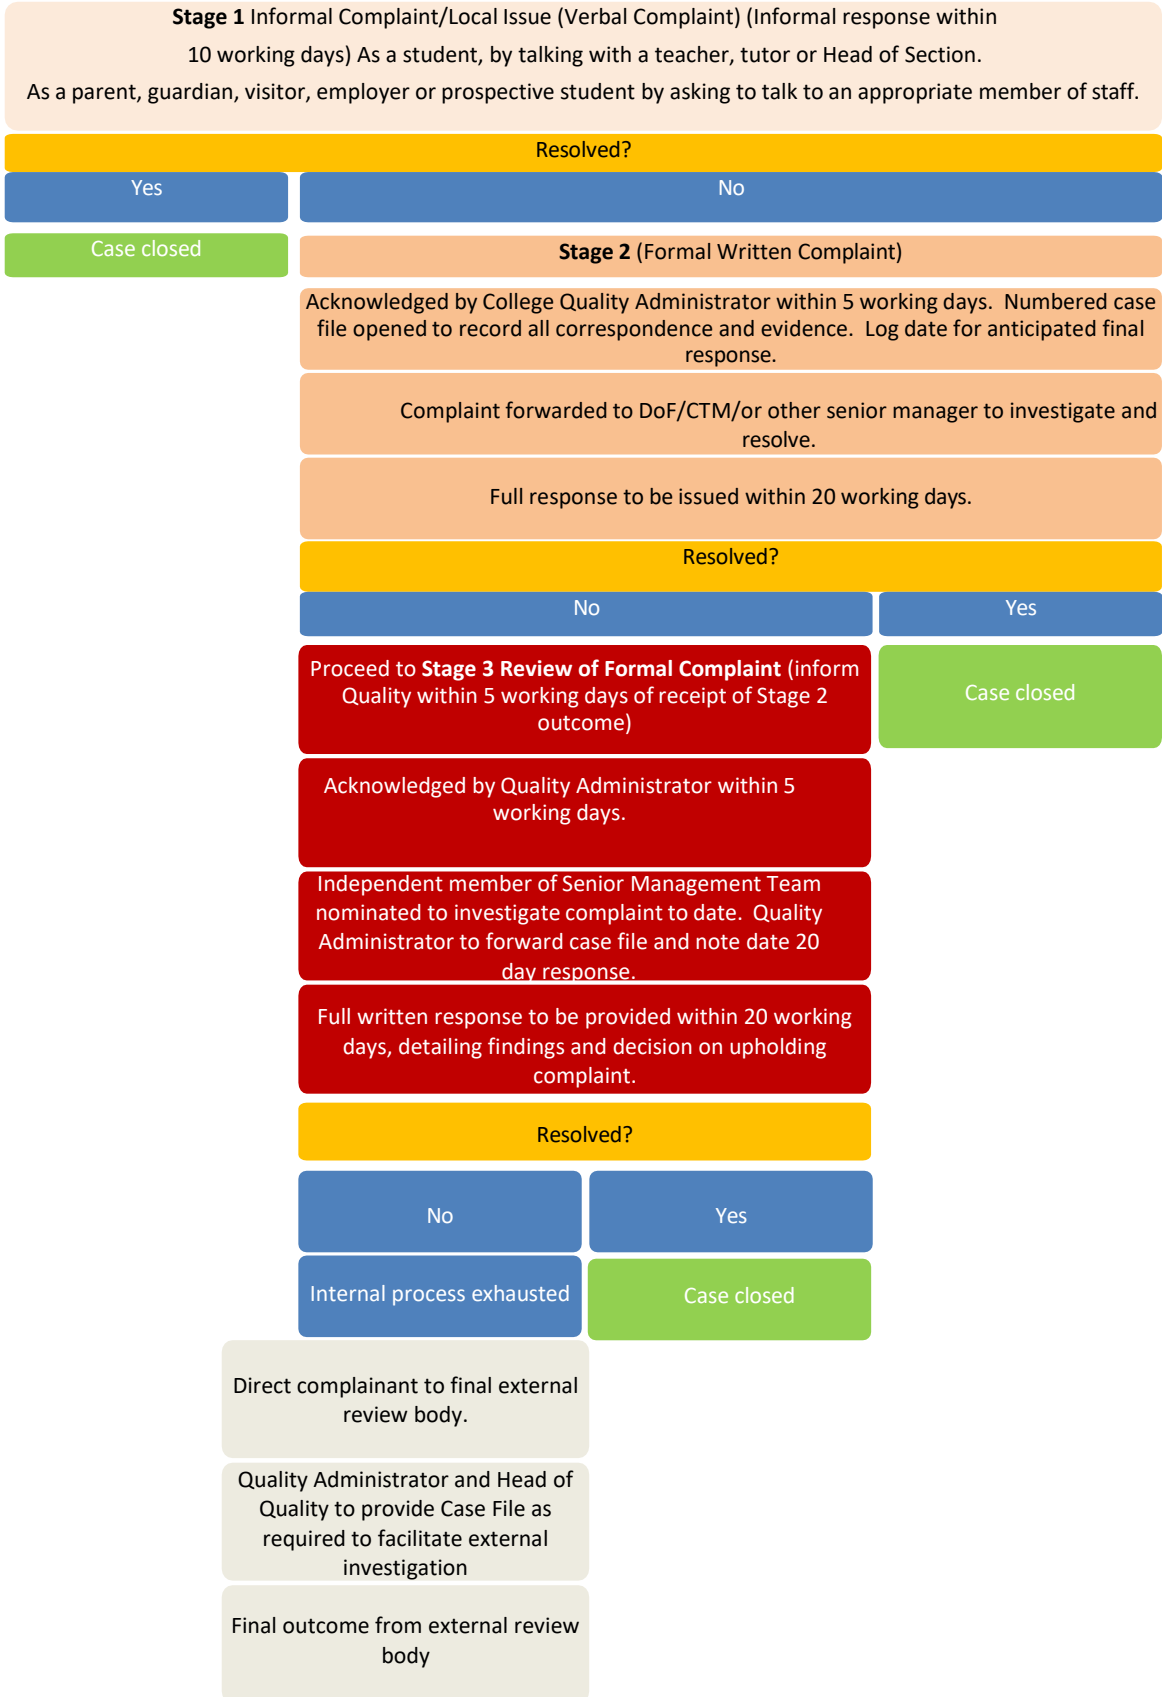 Stage 1 Informal Complaint/Local Issue (Verbal Complaint) (Informal response within
10 working days) As a student, by talking with a teacher, tutor or Head of Section.
As a parent, guardian, visitor, employer or prospective student by asking to talk to an appropriate member of staff.
Resolved?
Yes
No
Case closed
Stage 2 (Formal Written Complaint)
Acknowledged by College Quality Administrator within 5 working days. Numbered case
file opened to record all correspondence and evidence. Log date for anticipated final
response.
Complaint forwarded to DoF/CTM/or other senior manager to investigate and
resolve.
Full response to be issued within 20 working days.
Resolved?
No
Yes
Proceed to Stage 3 Review of Formal Complaint (inform
Quality within 5 working days of receipt of Stage 2
outcome)
Case closed
Acknowledged by Quality Administrator within 5
working days.
Independent member of Senior Management Team
nominated to investigate complaint to date. Quality
Administrator to forward case file and note date 20
day response.
Full written response to be provided within 20 working
days, detailing findings and decision on upholding
complaint.
Resolved?
No
Yes
Internal process exhausted
Case closed
Direct complainant to final external
review body.
Quality Administrator and Head of
Quality to provide Case File as
required to facilitate external
investigation
Final outcome from external review
body